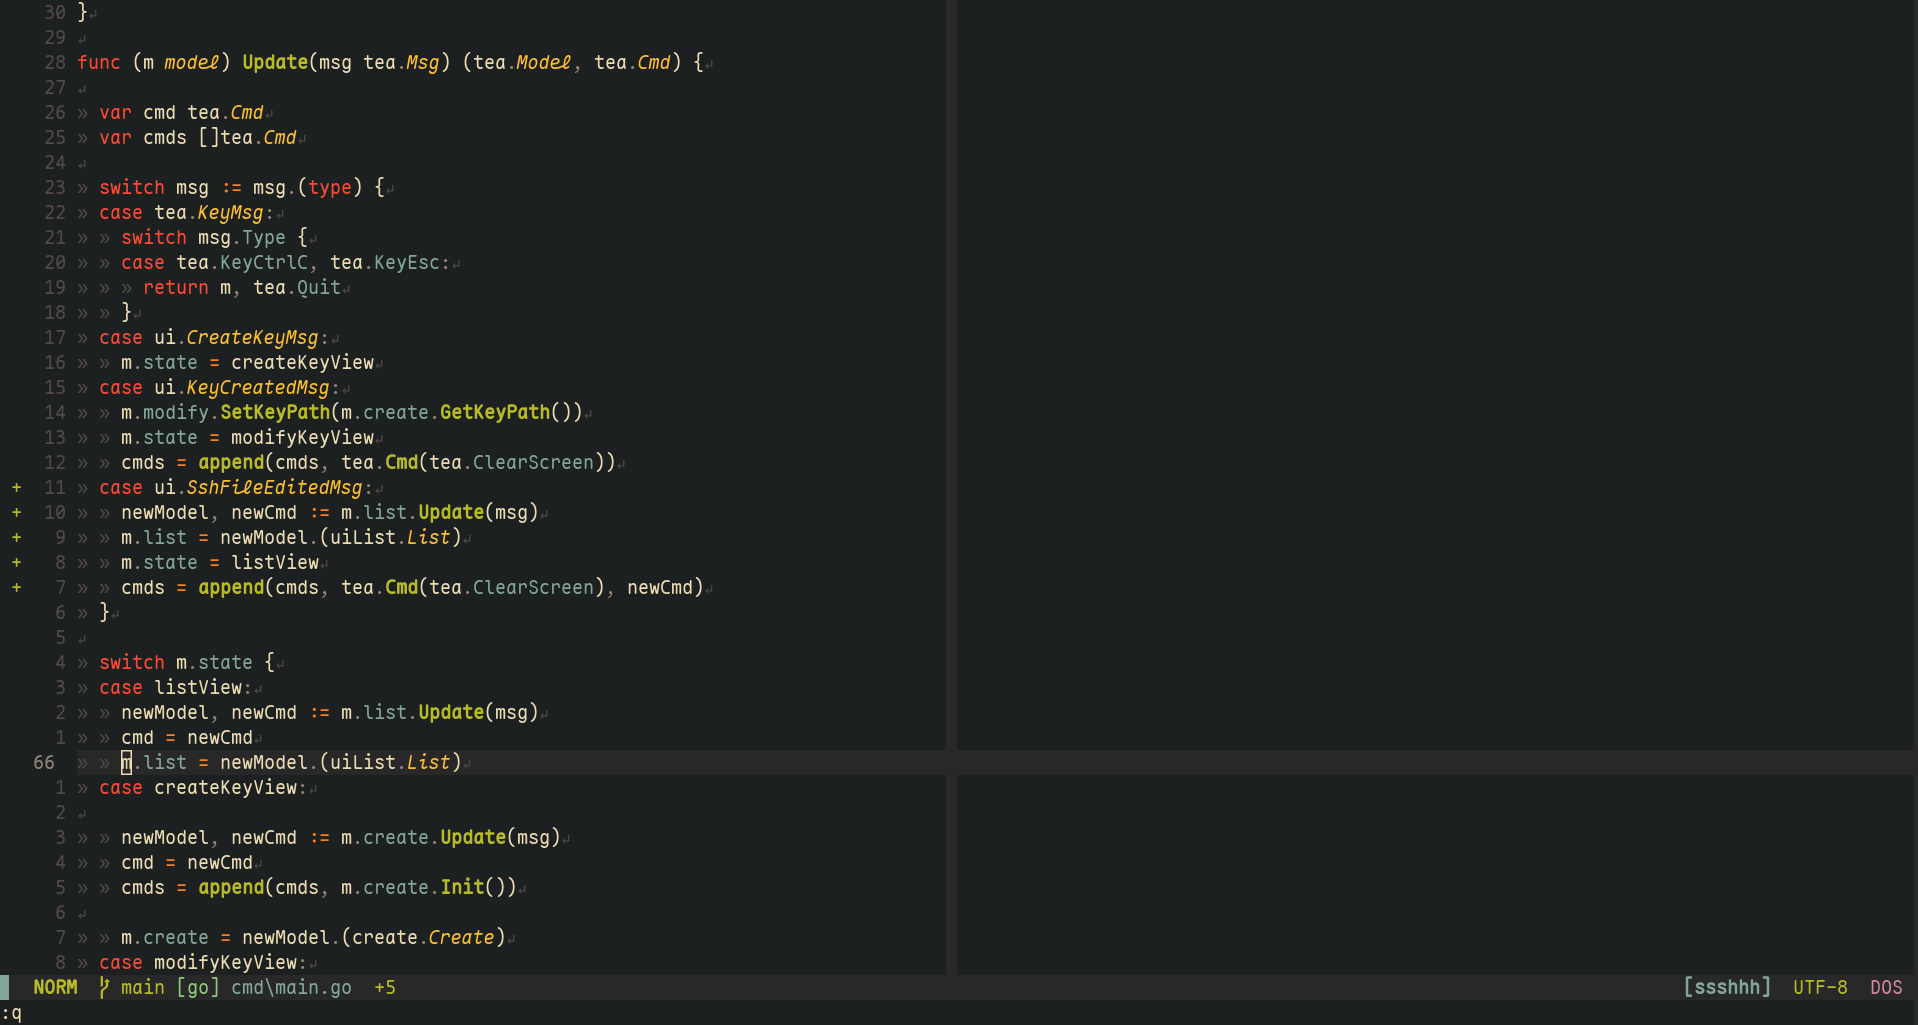 30 }↲
29 ↲
28 func (m model) Update(msg tea.Msg) (tea.Model, tea.Cmd) {↲
27 ↲
26 » var cmd tea.Cmd↲
25 » var cmds []tea.Cmd↲
24 ↲
23 » switch msg := msg.(type) {↲
22 » case tea.KeyMsg:↲
21 » » switch msg.Type {↲
20 » » case tea.KeyCtrlC, tea.KeyEsc:↲
19 » » » return m, tea.Quit↲
18 » » }↲
17 » case ui.CreateKeyMsg:↲
16 » » m.state = createKeyView↲
15 » case ui.KeyCreatedMsg:↲
14 » » m.modify.SetKeyPath(m.create.GetKeyPath())↲
13 » » m.state = modifyKeyView↲
12 » » cmds = append(cmds, tea.Cmd(tea.ClearScreen))↲
+ 11 » case ui.SshFileEditedMsg:↲
+ 10 » » newModel, newCmd := m.list.Update(msg)↲
+ 9 » » m.list = newModel.(uiList.List)↲
+ 8 » » m.state = listView↲
+ 7 » » cmds = append(cmds, tea.Cmd(tea.ClearScreen), newCmd)↲
6 » }↲
5 ↲
4 » switch m.state {↲
3 » case listView:↲
2 » » newModel, newCmd := m.list.Update(msg)↲
1 » » cmd = newCmd↲
66 » » m.list = newModel.(uiList.List)↲
1 » case createKeyView:↲
2 ↲
3 » » newModel, newCmd := m.create.Update(msg)↲
4 » » cmd = newCmd↲
5 » » cmds = append(cmds, m.create.Init())↲
6 ↲
7 » » m.create = newModel.(create.Create)↲
8 » case modifyKeyView:↲
NORM main [go] cmd\main.go +5 [ssshhh] UTF-8 DOS
:q